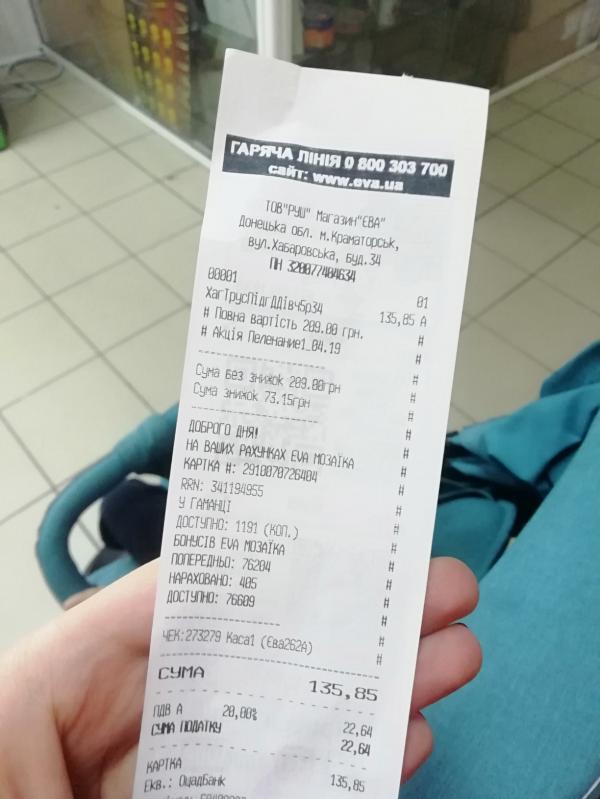 ГАРЯЧА ЛІНІЯ 0 800 303 700
сайт: www.eva.ua
ТОВ"РУШ" Магазин"ЄВА"
Донецька обл. м.Краматорськ,
вул.Хабаровська, буд.34
ПН 320077404634
00001 01
ХагТрусПідгДДівч5р34 135,85 А
# Повна вартість 209.00 грн. #
# Акція Пеленание1_04.19 #
Сума без знижок 209.00грн #
Сума знижок 73.15грн #
ДОБРОГО ДНЯ! #
НА ВАШИХ РАХУНКАХ EVA МОЗАЇКА #
КАРТКА #: 2910070726404 #
RRN: 341194955 #
У ГАМАНЦІ #
ДОСТУПНО: 1191 (КОП.) #
БОНУСІВ EVA МОЗАЇКА #
ПОПЕРЕДНЬО: 76204 #
НАРАХОВАНО: 405 #
ДОСТУПНО: 76609 #
ЧЕК:273279 Каса1 (Єва262А) #
СУМА 135,85
ПДВ А 20,00% 22,64
СУМА ПОДАТКУ 22,64
КАРТКА 135,85
Екв.: ОщадБанк